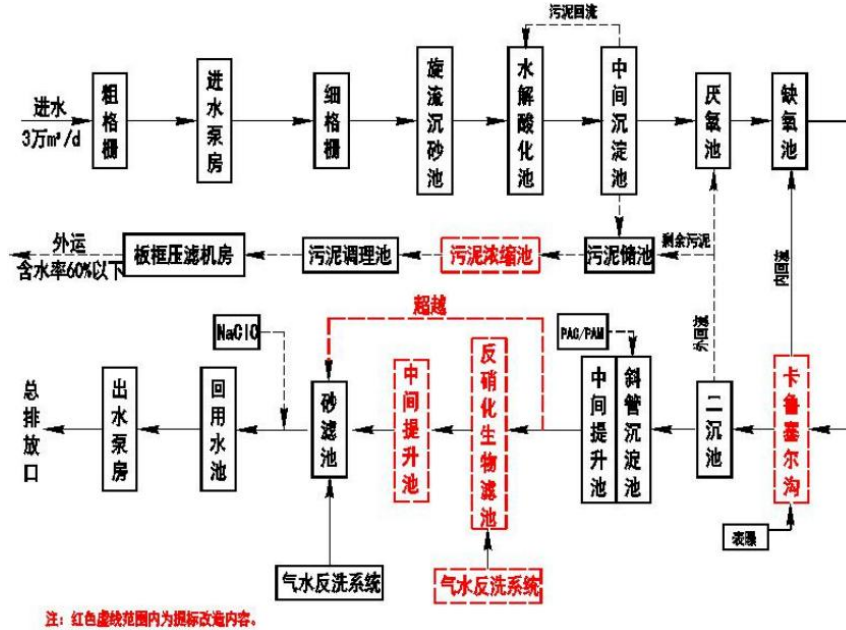 污泥回流
进水
3万m³/d
粗格栅
进水泵房
细格栅
旋流沉砂池
水解酸化池
中间沉淀池
厌氧池
缺氧池
外运
含水率60%以下
板框压滤机房
污泥调理池
污泥浓缩池
污泥储池
剩余污泥
内回流
外回流
超越
NaClO
PAC/PAM
总排放口
出水泵房
回用水池
砂滤池
中间提升池
反硝化生物滤池
中间提升池
斜管沉淀池
二沉池
卡鲁塞尔沟
表曝
气水反洗系统
气水反洗系统
注：红色虚线范围内为提标改造内容。